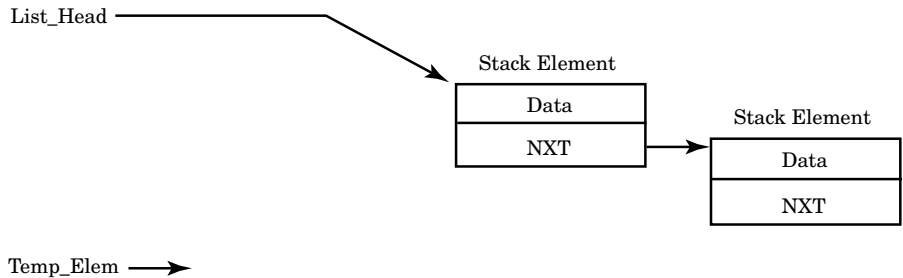 List_Head
Stack Element
Data
NXT
Stack Element
Data
NXT
Temp_Elem